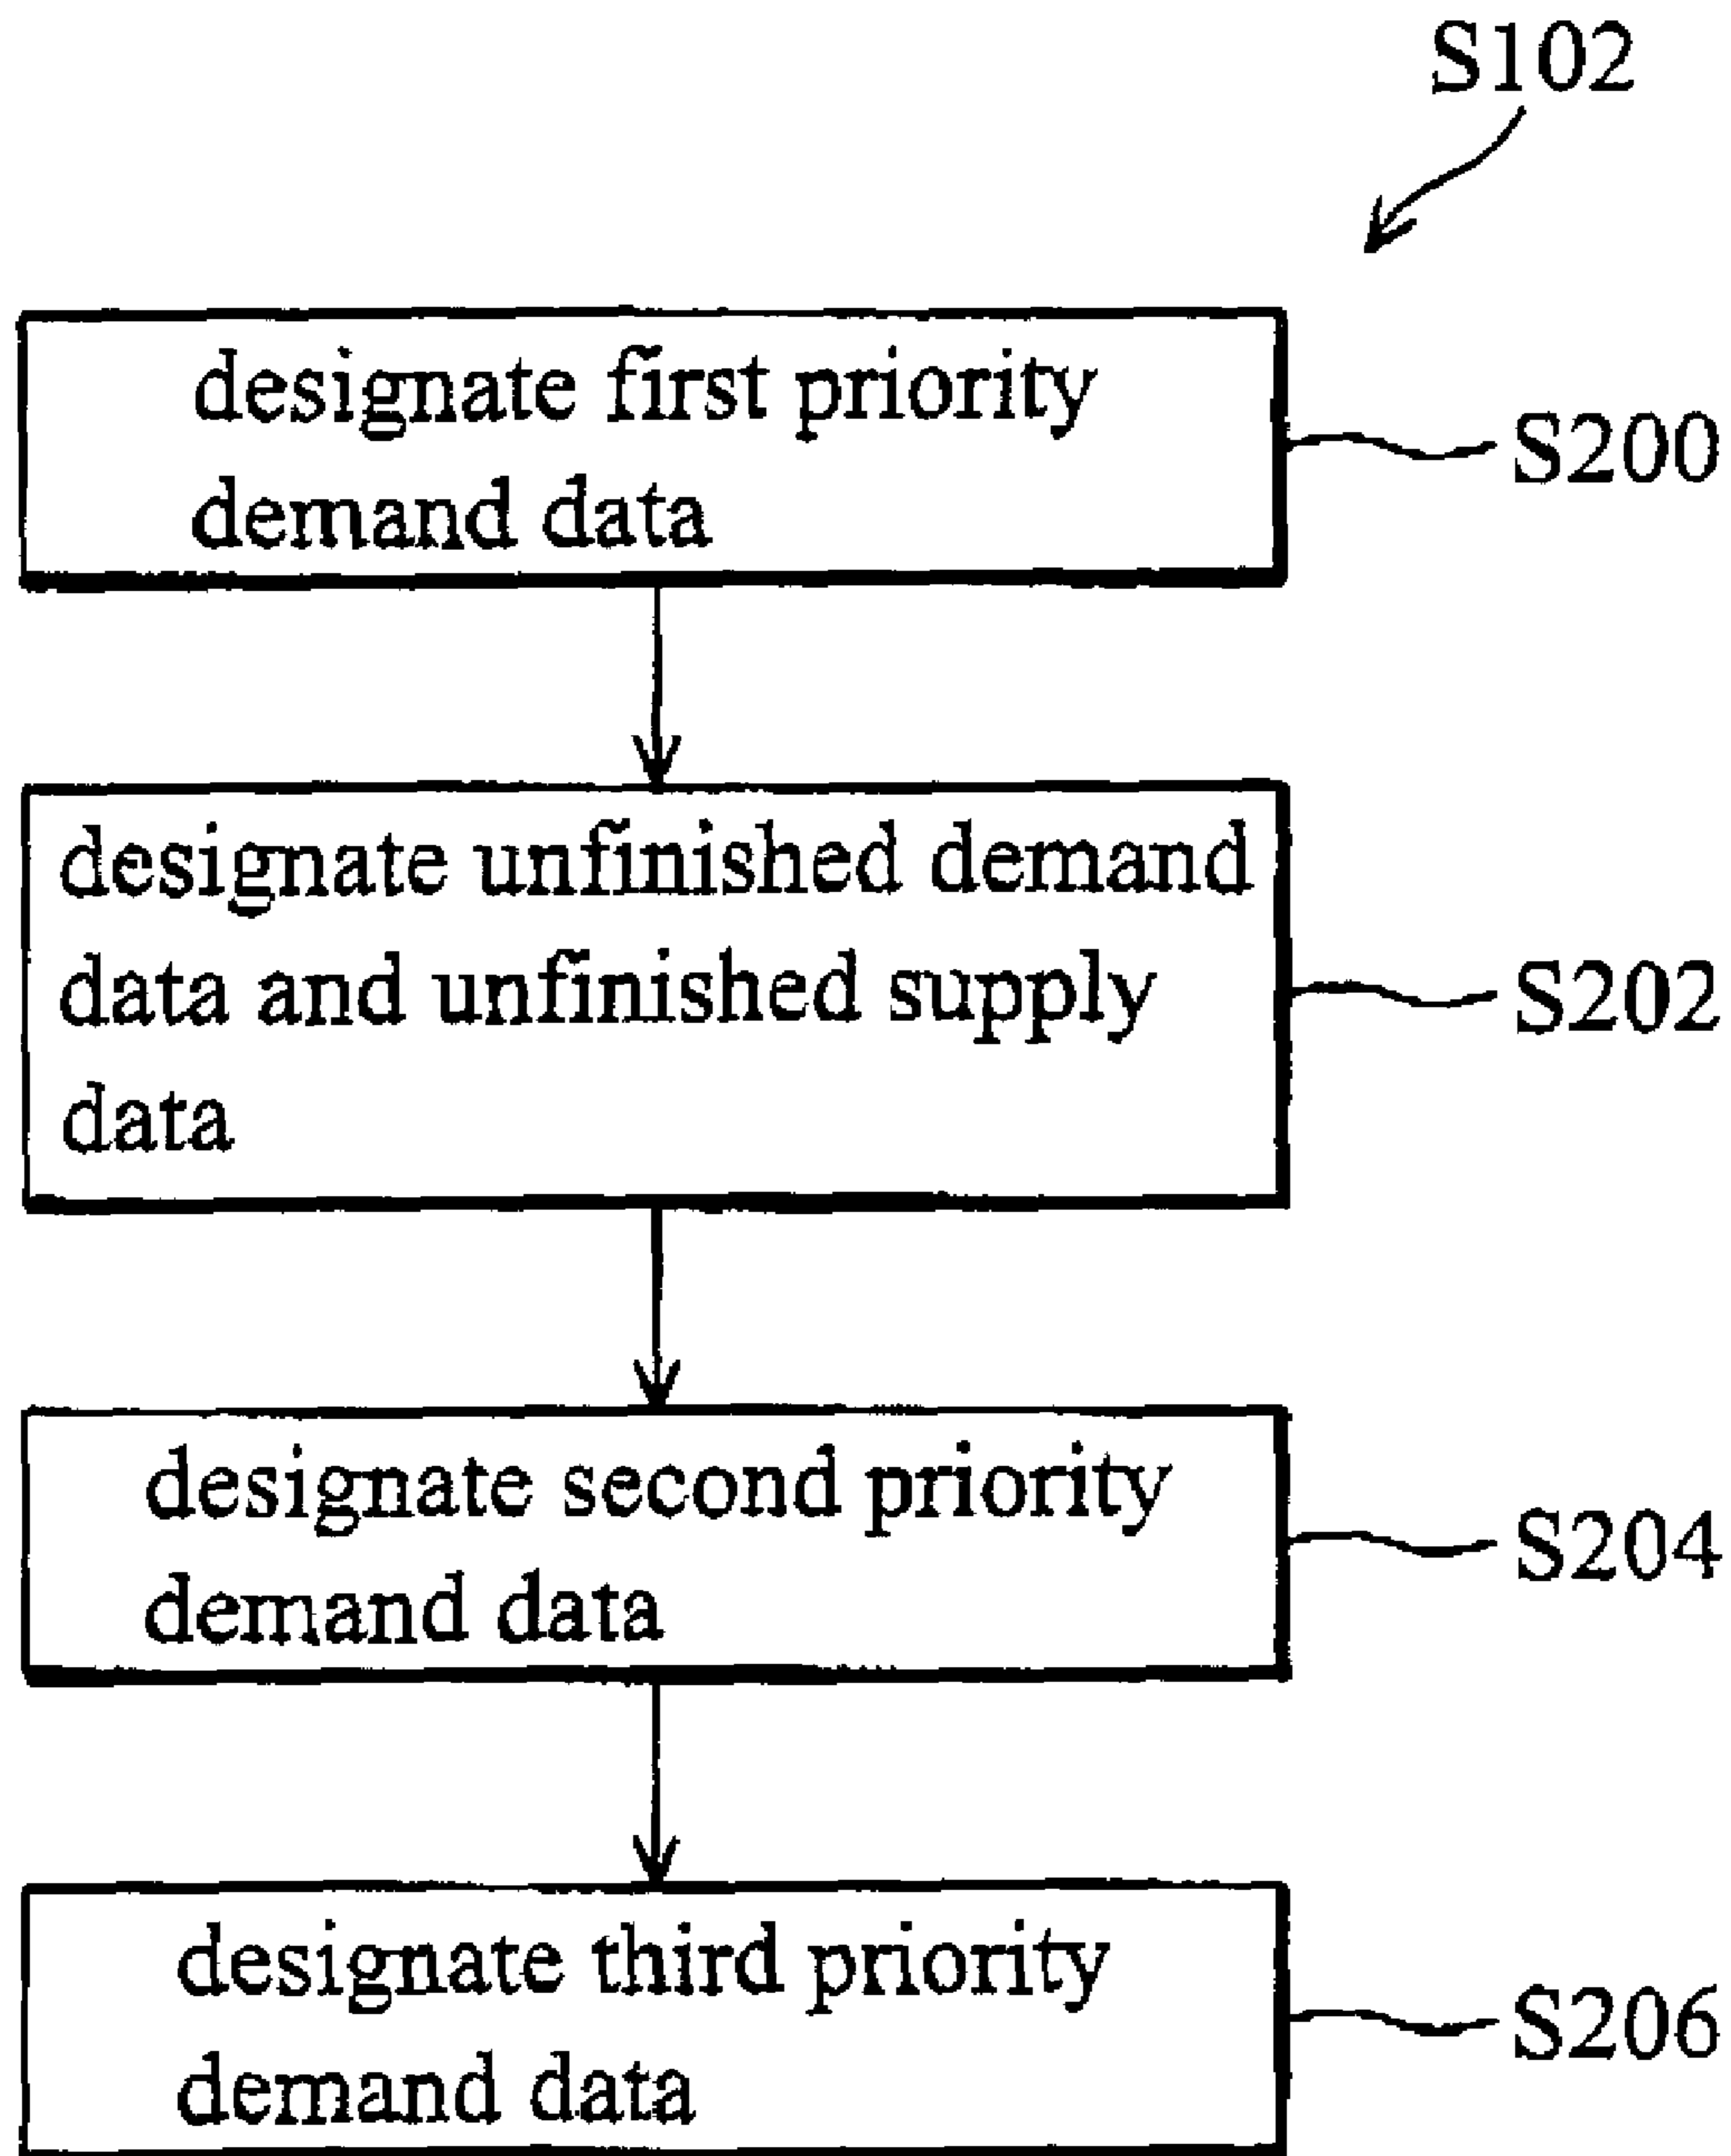 S102
designate first priority
demand data
S200
designate unfinished demand
data and unfinished supply
data
S202
designate second priority
demand data
S204
designate third priority
demand data
S206